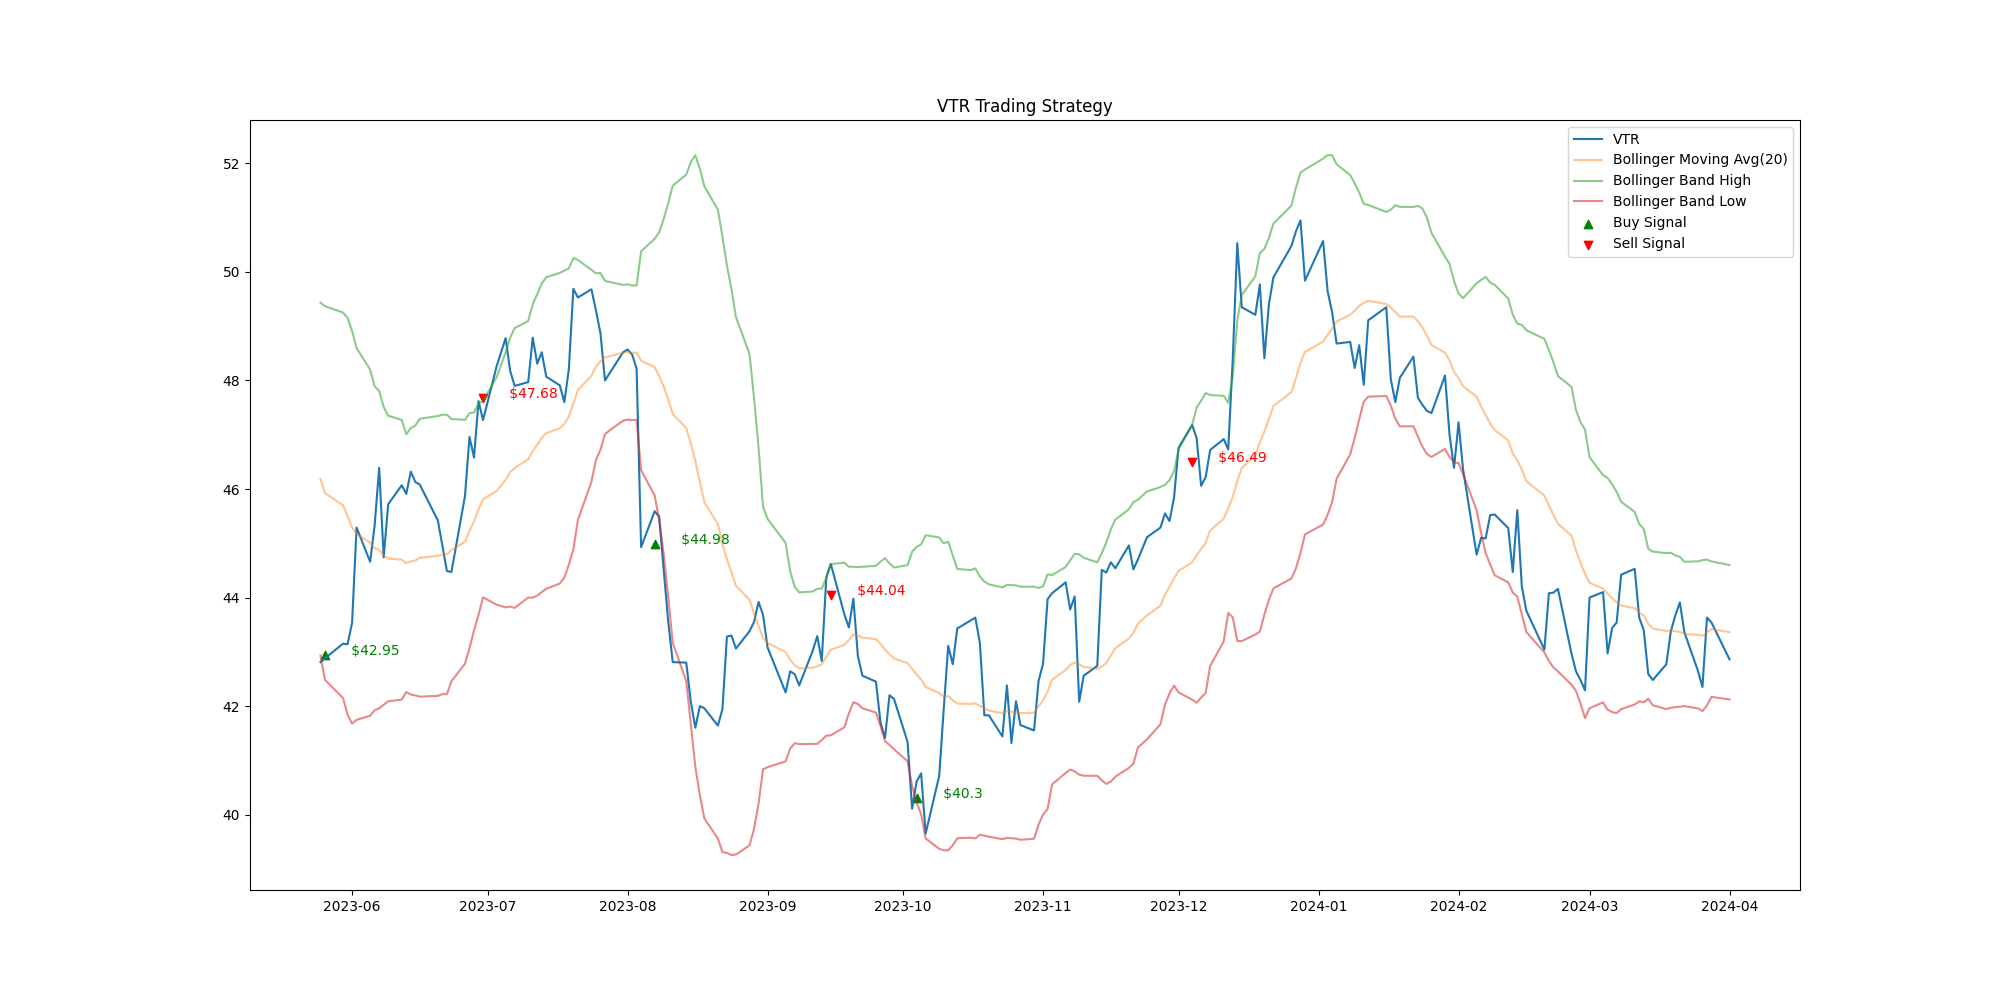 VTR Trading Strategy
VTR
Bollinger Moving Avg(20)
Bollinger Band High
Bollinger Band Low
Buy Signal
Sell Signal
52
50
48
46
44
42
40
$47.68
$46.49
$44.98
$44.04
$42.95
$40.3
2023-06 2023-07 2023-08 2023-09 2023-10 2023-11 2023-12 2024-01 2024-02 2024-03 2024-04